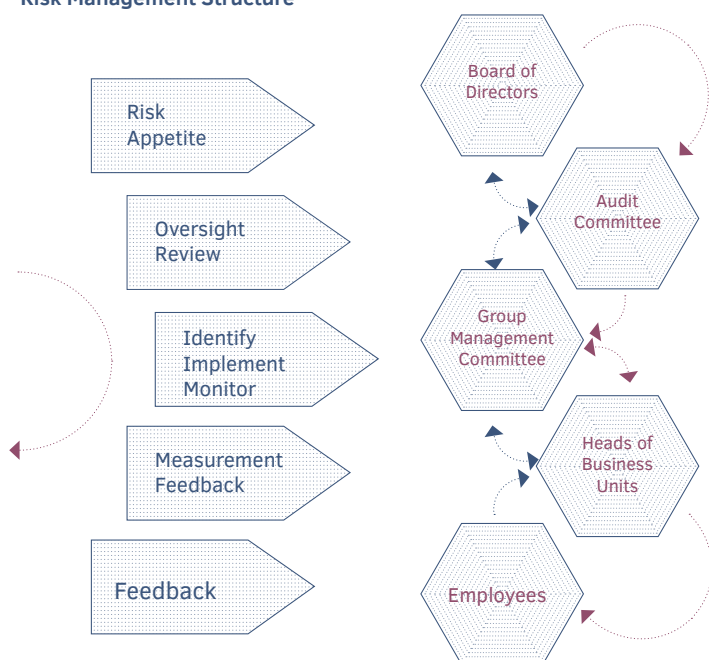 Risk Management Structure
Board of
Directors
Risk
Appetite
Audit
Committee
Oversight
Review
Group
Management
Committee
Identify
Implement
Monitor
Heads of
Business
Units
Measurement
Feedback
Employees
Feedback